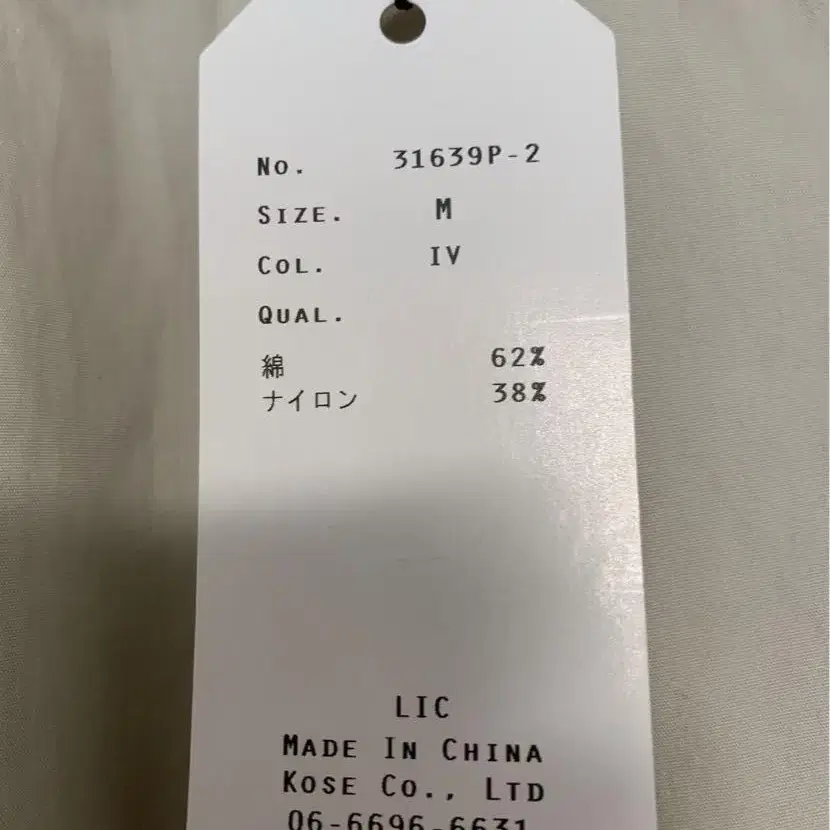 No. 31639P-2
SIZE. M
COL. IV
QUAL.
綿 62%
ナイロン 38%
LIC
MADE IN CHINA
KOSE CO., LTD
06-6696-6631